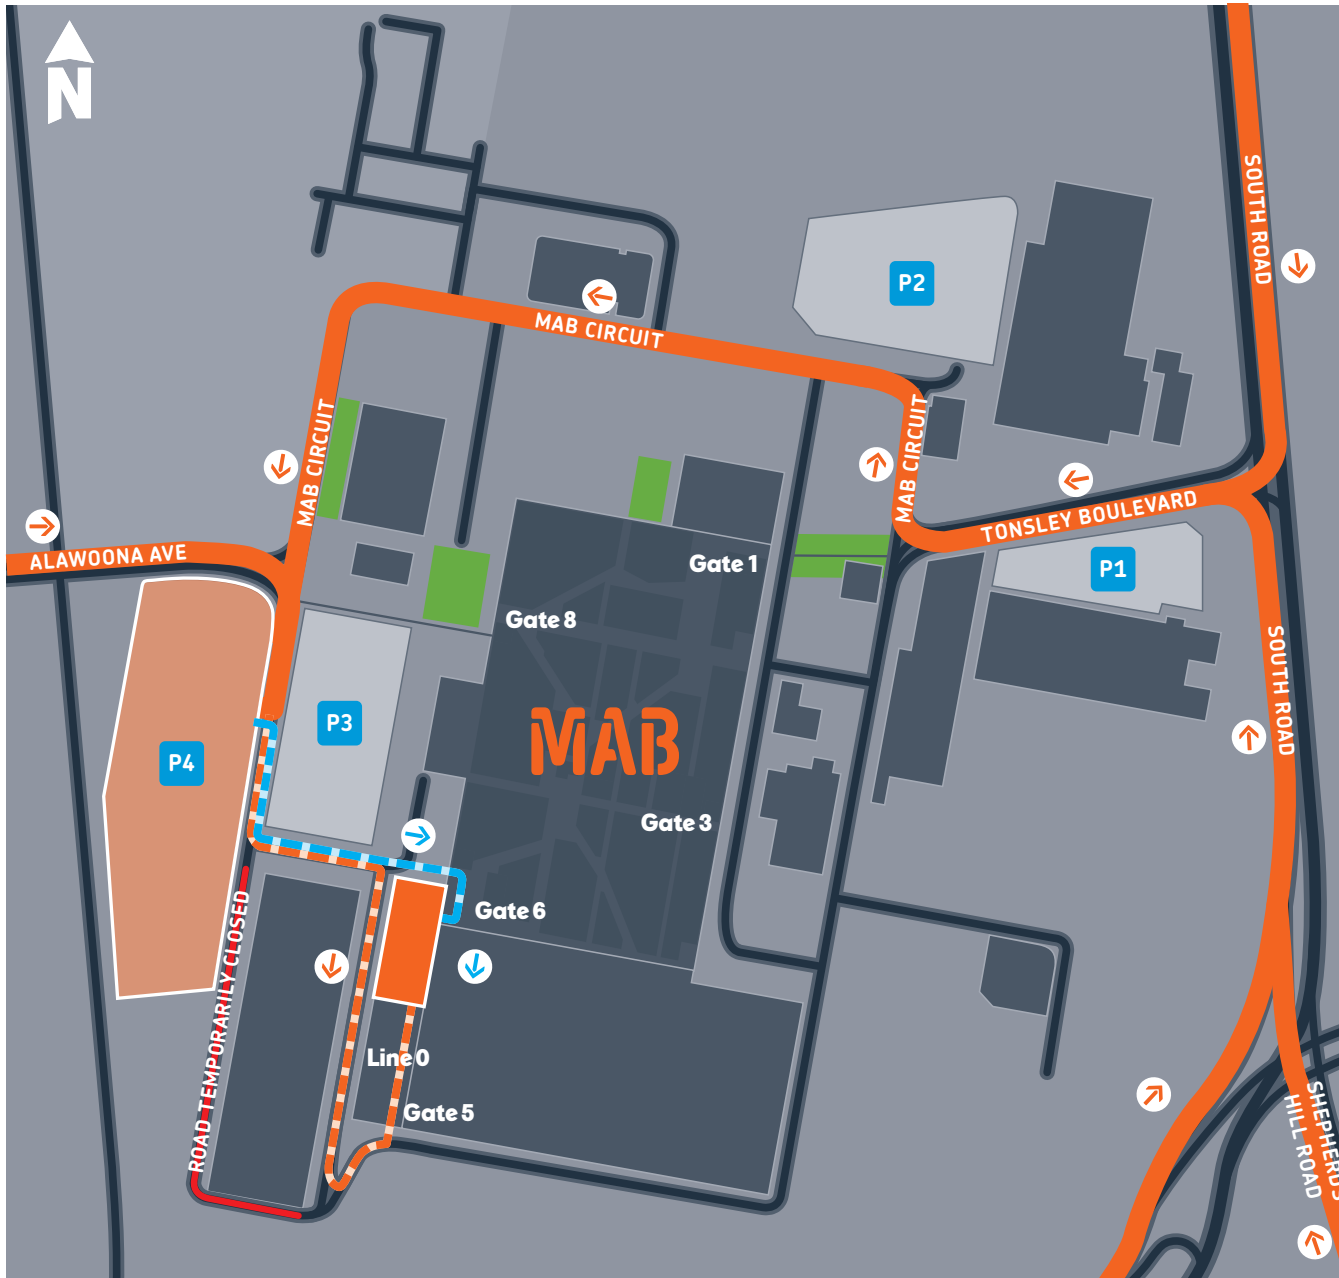 N
SOUTH ROAD
P2
MAB CIRCUIT
MAB CIRCUIT
MAB CIRCUIT
TONSLEY BOULEVARD
ALAWOONA AVE
Gate 1
P1
Gate 8
SOUTH ROAD
P3
MAB
P4
Gate 3
Gate 6
ROAD TEMPORARILY CLOSED
Line 0
Gate 5
SHEPHERDS
HILL ROAD